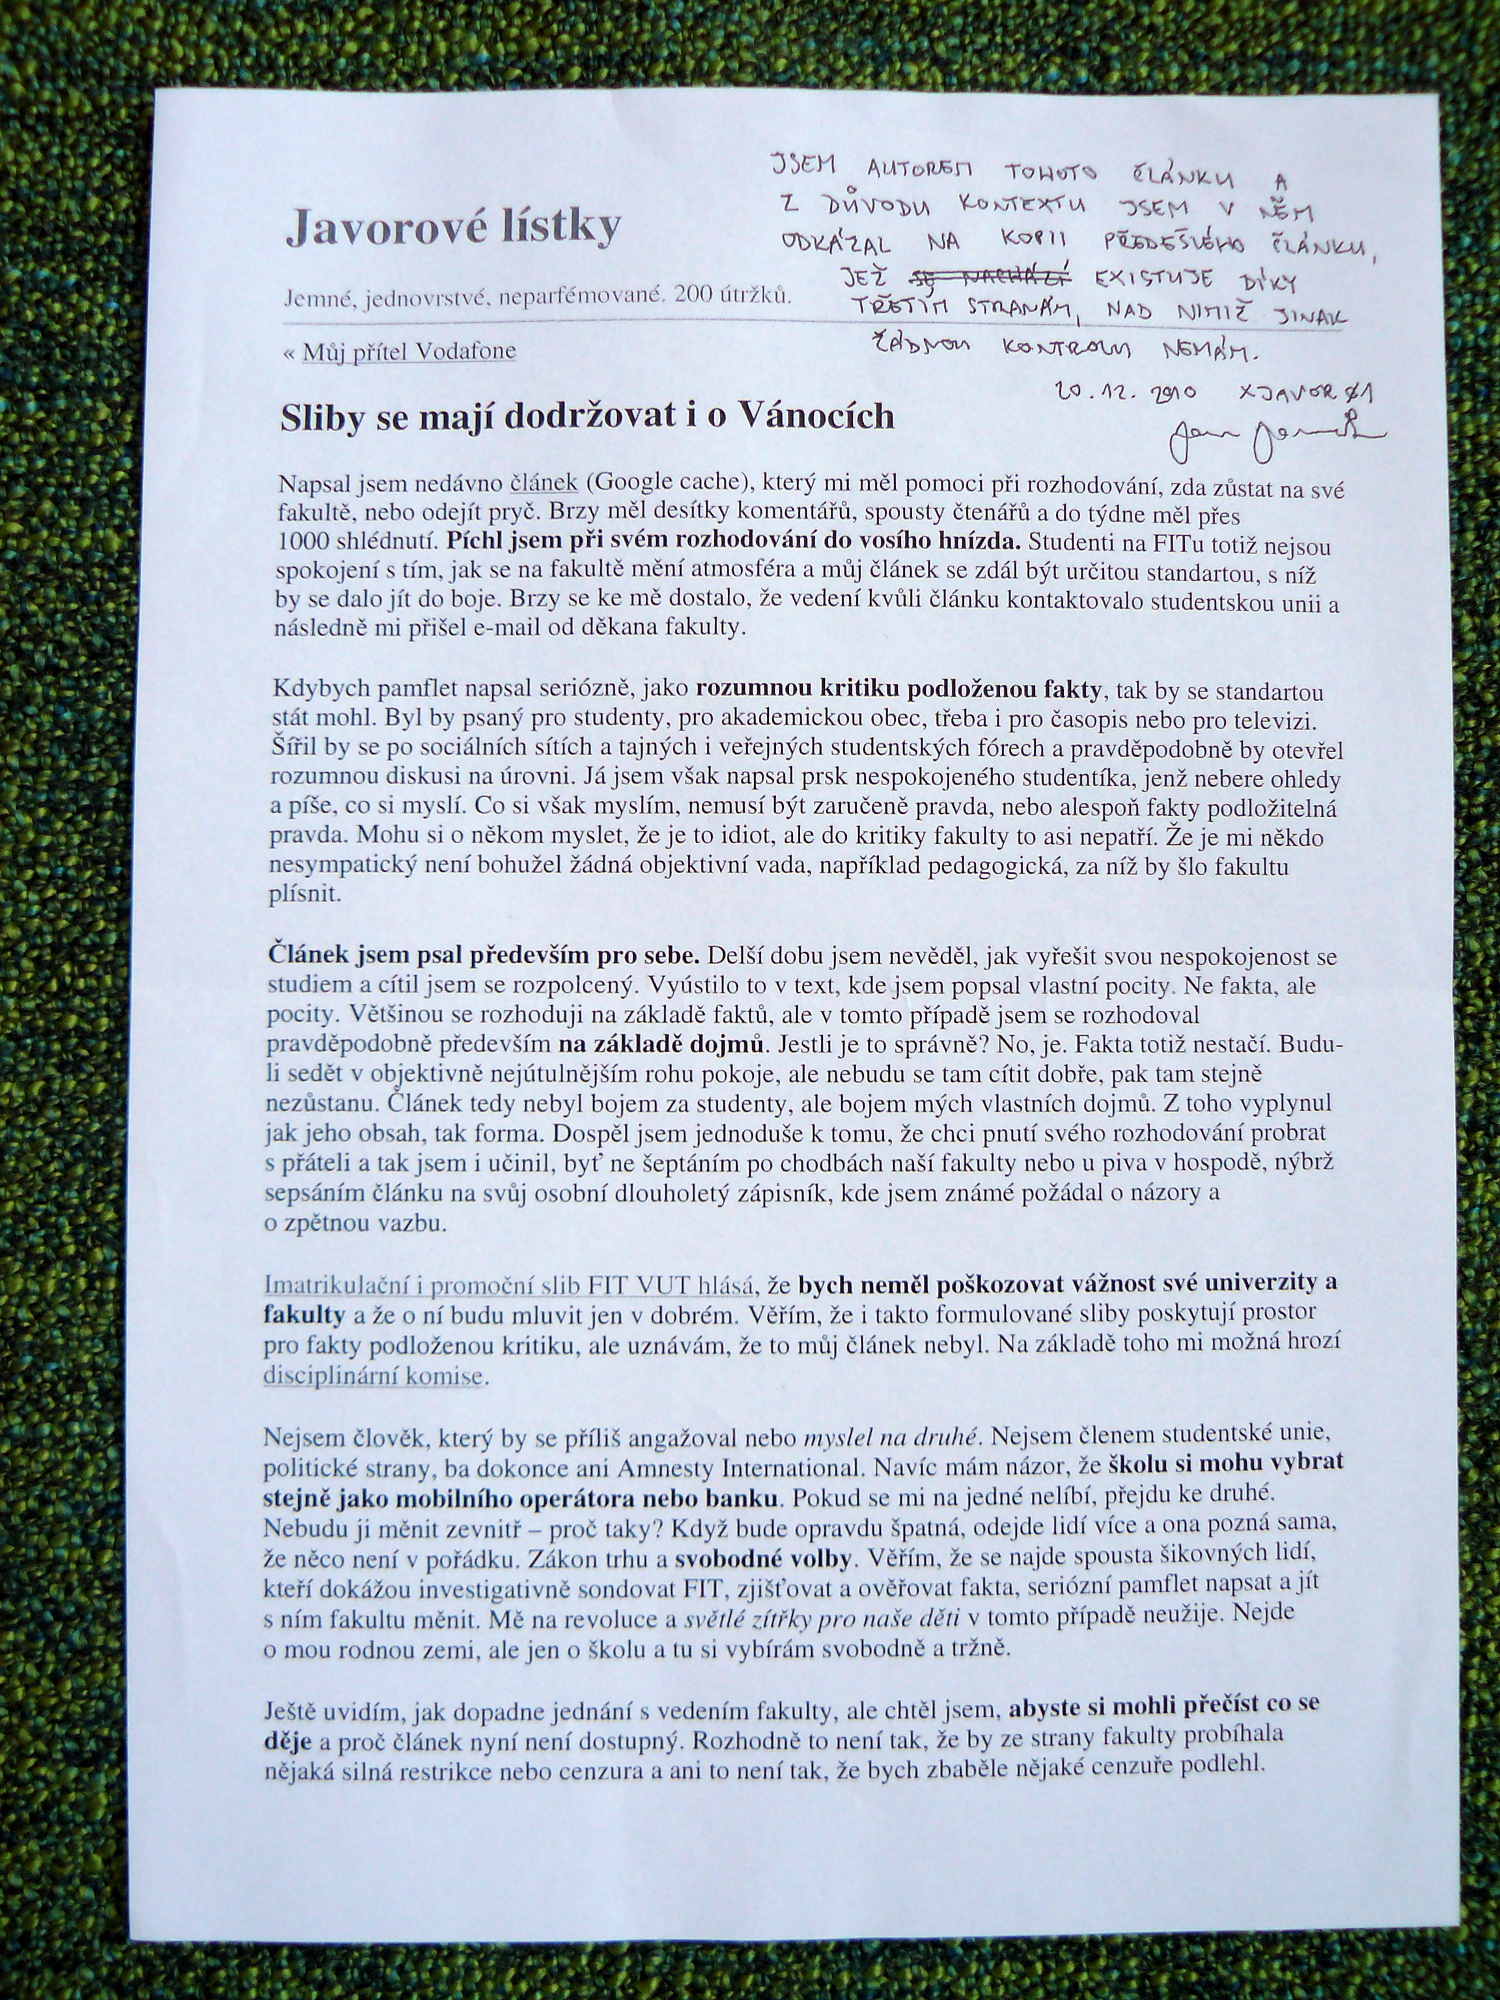 JSEM AUTOREM TOHOTO ČLÁNKU A
Z DŮVODU KONTEXTU JSEM V NĚM
ODKÁZAL NA KOPII PŘEDEŠLÉHO ČLÁNKU,
JEŽ SE NACHÁZÍ EXISTUJE DÍKY
TŘETÍM STRANÁM, NAD NIMIŽ JINAK
ŽÁDNOU KONTROLU NEMÁM.
20.12.2010 XJAVOR01
Javorové lístky
Jemné, jednovrstvé, neparfémované. 200 útržků.
« Můj přítel Vodafone
Sliby se mají dodržovat i o Vánocích
Napsal jsem nedávno článek (Google cache), který mi měl pomoci při rozhodování, zda zůstat na své
fakultě, nebo odejít pryč. Brzy měl desítky komentářů, spousty čtenářů a do týdne měl přes
1000 shlédnutí. Píchl jsem při svém rozhodování do vosího hnízda. Studenti na FITu totiž nejsou
spokojení s tím, jak se na fakultě mění atmosféra a můj článek se zdál být určitou standartou, s níž
by se dalo jít do boje. Brzy se ke mě dostalo, že vedení kvůli článku kontaktovalo studentskou unii a
následně mi přišel e-mail od děkana fakulty.
Kdybych pamflet napsal seriózně, jako rozumnou kritiku podloženou fakty, tak by se standartou
stát mohl. Byl by psaný pro studenty, pro akademickou obec, třeba i pro časopis nebo pro televizi.
Šířil by se po sociálních sítích a tajných i veřejných studentských fórech a pravděpodobně by otevřel
rozumnou diskusi na úrovni. Já jsem však napsal prsk nespokojeného studentíka, jenž nebere ohledy
a píše, co si myslí. Co si však myslím, nemusí být zaručeně pravda, nebo alespoň fakty podložitelná
pravda. Mohu si o někom myslet, že je to idiot, ale do kritiky fakulty to asi nepatří. Že je mi někdo
nesympatický není bohužel žádná objektivní vada, například pedagogická, za níž by šlo fakultu
plísnit.
Článek jsem psal především pro sebe. Delší dobu jsem nevěděl, jak vyřešit svou nespokojenost se
studiem a cítil jsem se rozpolcený. Vyústilo to v text, kde jsem popsal vlastní pocity. Ne fakta, ale
pocity. Většinou se rozhoduji na základě faktů, ale v tomto případě jsem se rozhodoval
pravděpodobně především na základě dojmů. Jestli je to správně? No, je. Fakta totiž nestačí. Budu-
li sedět v objektivně nejútulnějším rohu pokoje, ale nebudu se tam cítit dobře, pak tam stejně
nezůstanu. Článek tedy nebyl bojem za studenty, ale bojem mých vlastních dojmů. Z toho vyplynul
jak jeho obsah, tak forma. Dospěl jsem jednoduše k tomu, že chci pnutí svého rozhodování probrat
s přáteli a tak jsem i učinil, byť ne šeptáním po chodbách naší fakulty nebo u piva v hospodě, nýbrž
sepsáním článku na svůj osobní dlouholetý zápisník, kde jsem známé požádal o názory a
o zpětnou vazbu.
Imatrikulační i promoční slib FIT VUT hlásá, že bych neměl poškozovat vážnost své univerzity a
fakulty a že o ní budu mluvit jen v dobrém. Věřím, že i takto formulované sliby poskytují prostor
pro fakty podloženou kritiku, ale uznávám, že to můj článek nebyl. Na základě toho mi možná hrozí
disciplinární komise.
Nejsem člověk, který by se příliš angažoval nebo myslel na druhé. Nejsem členem studentské unie,
politické strany, ba dokonce ani Amnesty International. Navíc mám názor, že školu si mohu vybrat
stejně jako mobilního operátora nebo banku. Pokud se mi na jedné nelíbí, přejdu ke druhé.
Nebudu ji měnit zevnitř – proč taky? Když bude opravdu špatná, odejde lidí více a ona pozná sama,
že něco není v pořádku. Zákon trhu a svobodné volby. Věřím, že se najde spousta šikovných lidí,
kteří dokážou investigativně sondovat FIT, zjišťovat a ověřovat fakta, seriózní pamflet napsat a jít
s ním fakultu měnit. Mě na revoluce a světlé zítřky pro naše děti v tomto případě neužije. Nejde
o mou rodnou zemi, ale jen o školu a tu si vybírám svobodně a tržně.
Ještě uvidím, jak dopadne jednání s vedením fakulty, ale chtěl jsem, abyste si mohli přečíst co se
děje a proč článek nyní není dostupný. Rozhodně to není tak, že by ze strany fakulty probíhala
nějaká silná restrikce nebo cenzura a ani to není tak, že bych zbaběle nějaké cenzuře podlehl.